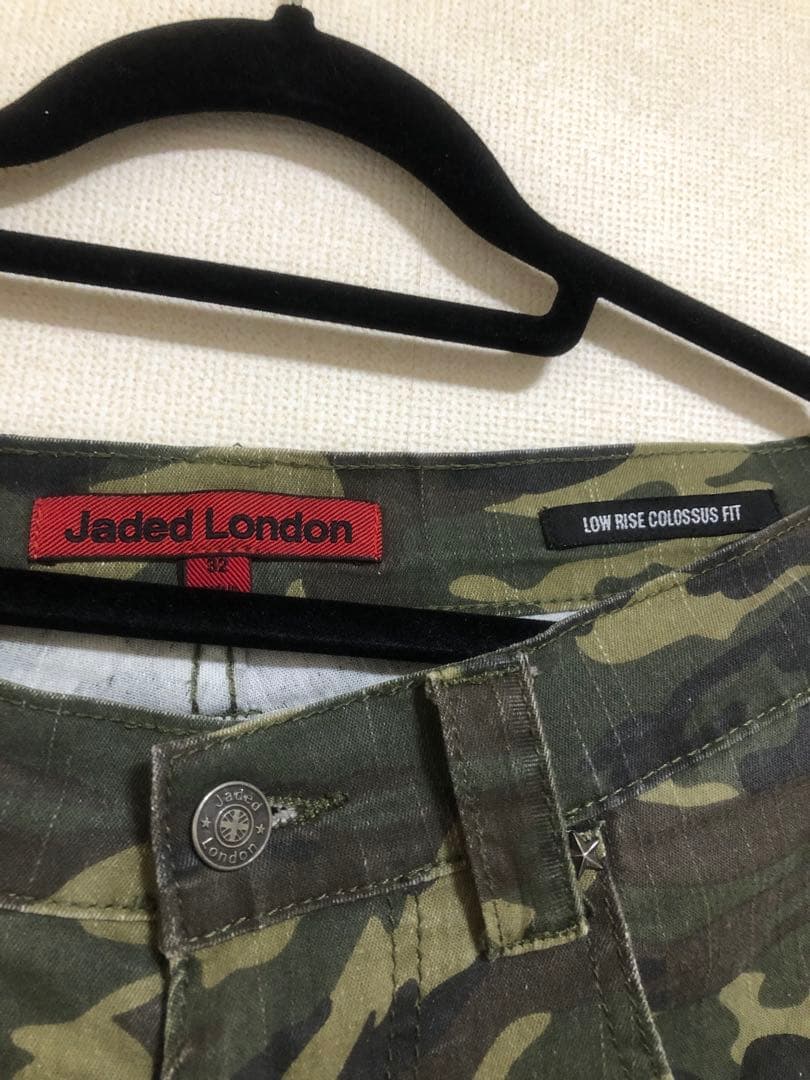 Jaded London
32
LOW RISE COLOSSUS FIT
Jaded
London